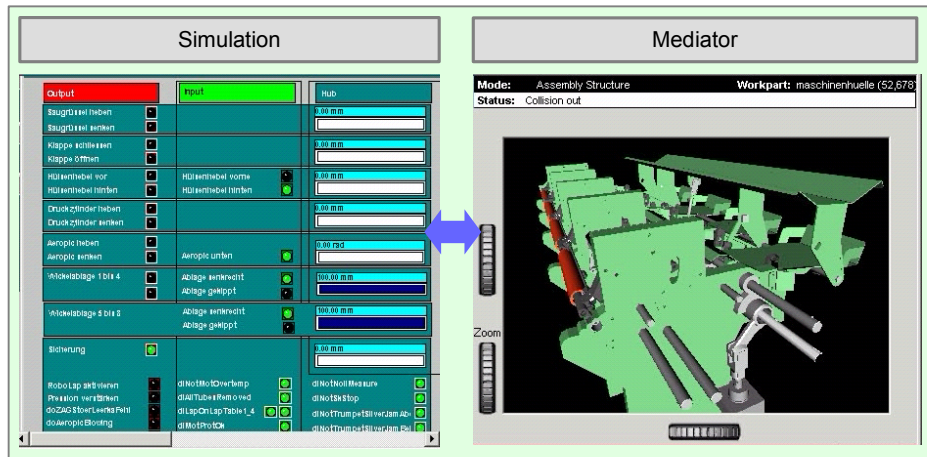 Simulation
Mediator
Output
Input
Hub
Saugrüssel heben
Saugrüssel senken
0.00 mm
Klappe schliessen
Klappe öffnen
0.00 mm
Hülsenhebel vor
Hülsenhebel hinten
Hülsenhebel vorne
Hülsenhebel hinten
0.00 mm
Druckzylinder heben
Druckzylinder senken
0.00 mm
Aeropic heben
Aeropic senken
Aeropic unten
0.00 rad
Wickelablage 1 bis 4
Ablage senkrecht
Ablage gekippt
100.00 mm
Wickelablage 5 bis 8
Ablage senkrecht
Ablage gekippt
100.00 mm
Sicherung
0.00 mm
RoboLap aktivieren
diNotMotOvertemp
diNotNoilMeasure
Pression verstärken
diAllTubesRemoved
diNotSkStop
diLapOnLapTable1_4
doAeropicBlowing
diMotProtOk
Mode: Assembly Structure
Workpart: maschinenhuelle (52,678)
Status: Collision out
Zoom